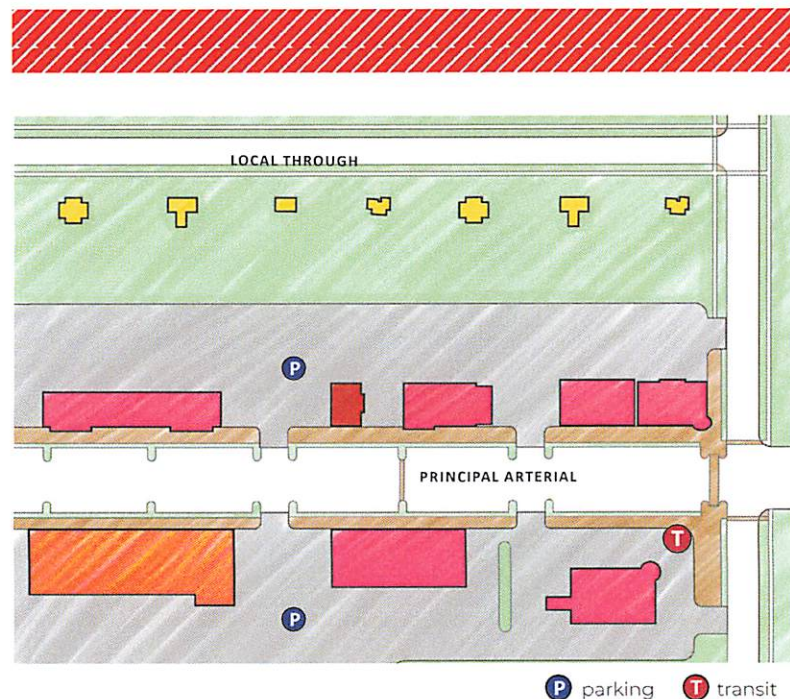 LOCAL THROUGH
P
PRINCIPAL ARTERIAL
T
P
P parking T transit